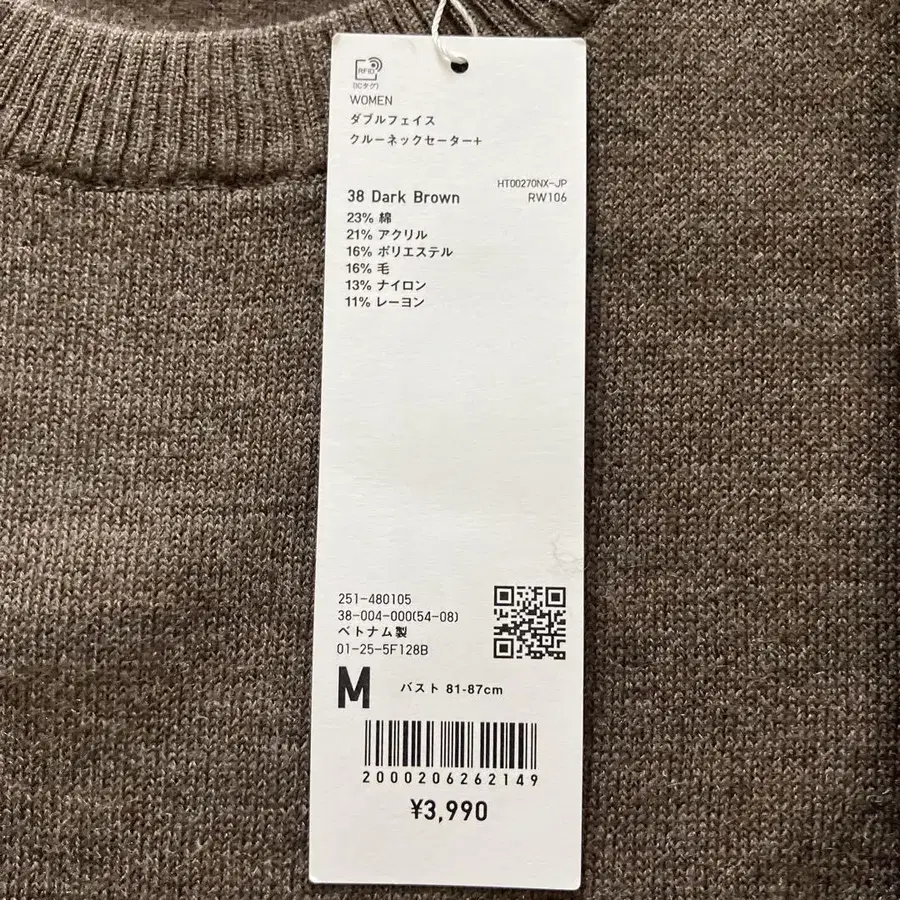 RFID
(ICタグ)
WOMEN
ダブルフェイス
クルーネックセーター+
HT00270NX-JP
38 Dark Brown
RW106
23% 綿
21% アクリル
16% ポリエステル
16% 毛
13% ナイロン
11% レーヨン
251-480105
38-004-000(54-08)
ベトナム製
01-25-5F128B
M バスト 81-87cm
2000206262149
¥3,990